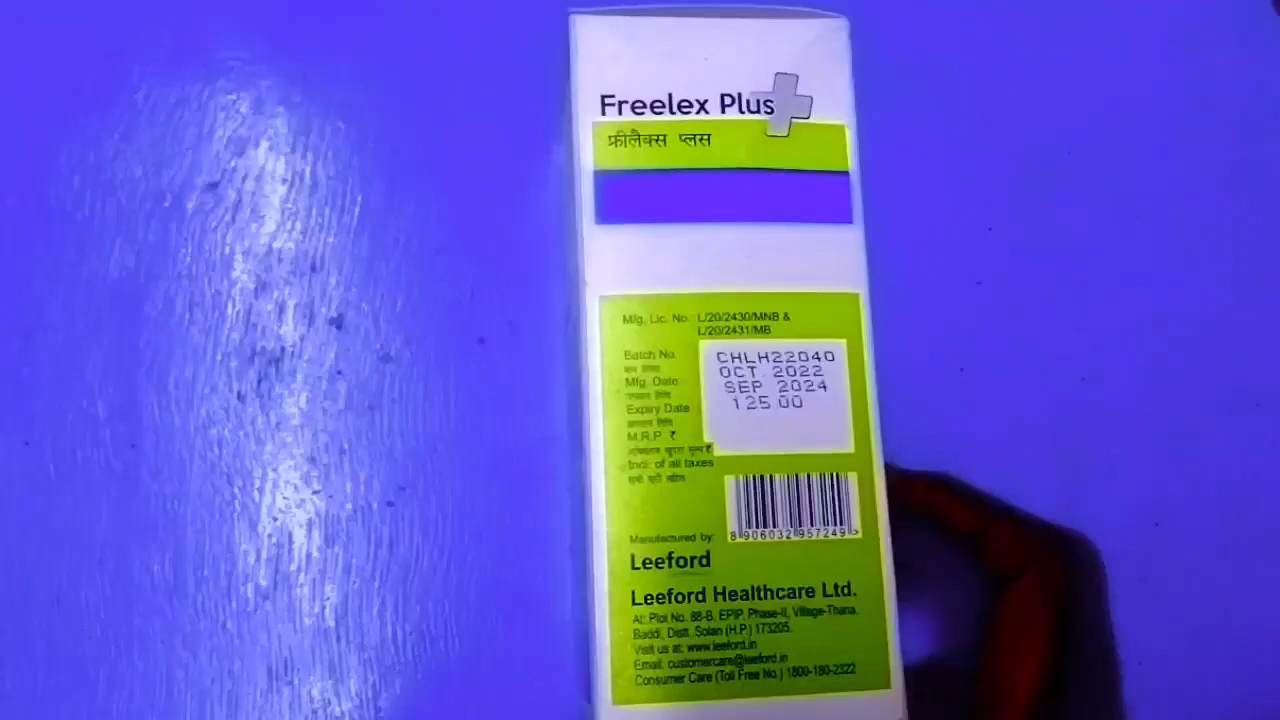 Freelex Plus
फ्रीलैक्स प्लस
Mfg. Lic. No.: L/20/2430/MNB &
L/20/2431/MB
Batch No. CHLH22040
Mfg. Date OCT. 2022
Expiry Date SEP. 2024
M.R.P. ₹ 125.00
Incl. of all taxes
8 906032 957249 >
Manufactured by:
Leeford
Leeford Healthcare Ltd.
At: Plot No. 88-B, EPIP, Phase-II, Village-Thana,
Baddi, Distt. Solan (H.P.) 173205.
Visit us at: www.leeford.in
Email: customercare@leeford.in
Consumer Care (Toll Free No.) 1800-180-2322